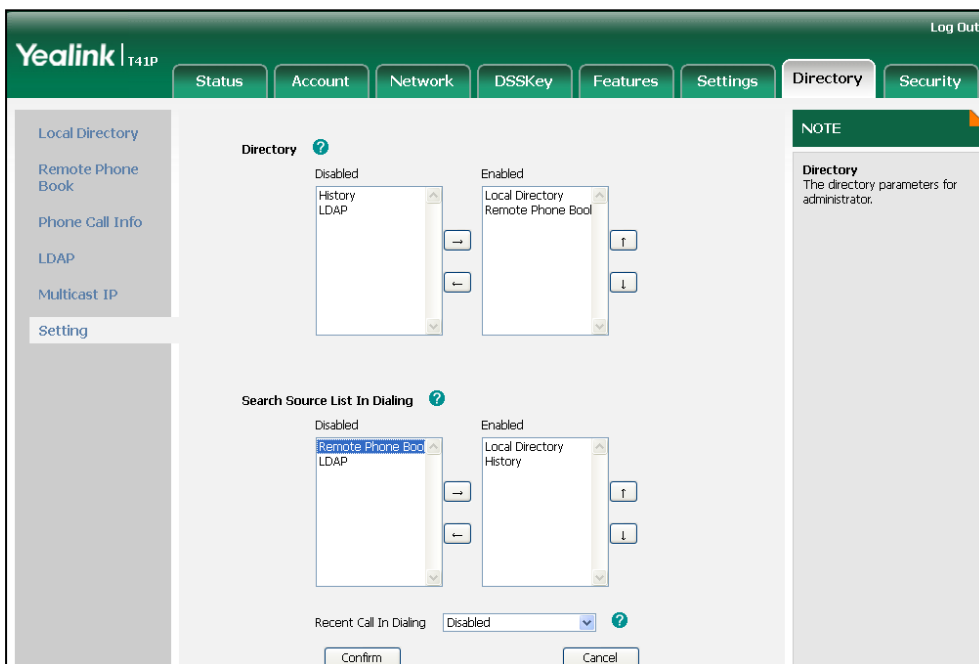 Log Out
Yealink | T41P
Status Account Network DSSKey Features Settings Directory Security
Local Directory
Remote Phone
Book
Phone Call Info
LDAP
Multicast IP
Setting
Directory ?
Disabled Enabled
History
LDAP
Local Directory
Remote Phone Bool
→ ↑
← ↓
Search Source List In Dialing ?
Disabled Enabled
Remote Phone Boo
LDAP
Local Directory
History
→ ↑
← ↓
Recent Call In Dialing Disabled ?
Confirm Cancel
NOTE
Directory
The directory parameters for
administrator.